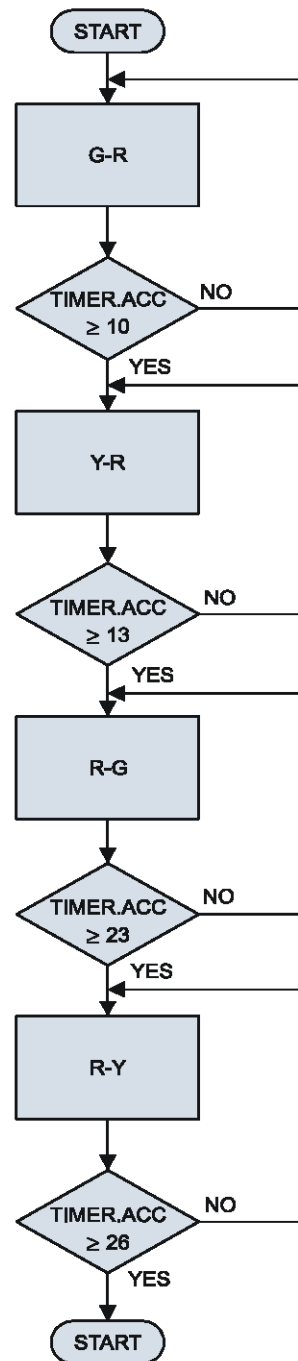 START
G-R
TIMER.ACC
≥ 10
NO
YES
Y-R
TIMER.ACC
≥ 13
NO
YES
R-G
TIMER.ACC
≥ 23
NO
YES
R-Y
TIMER.ACC
≥ 26
NO
YES
START